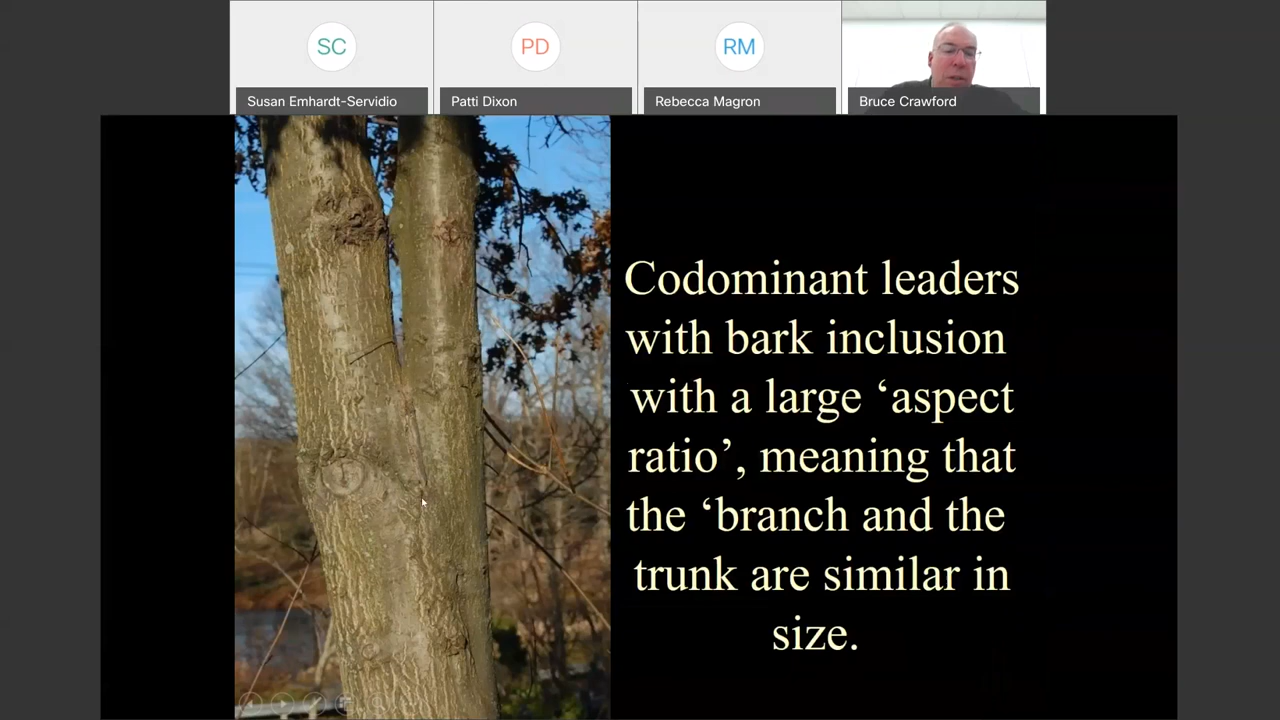 SC
PD
RM
Susan Emhardt-Servidio
Patti Dixon
Rebecca Magron
Bruce Crawford
Codominant leaders
with bark inclusion
with a large ‘aspect
ratio’, meaning that
the ‘branch and the
trunk are similar in
size.